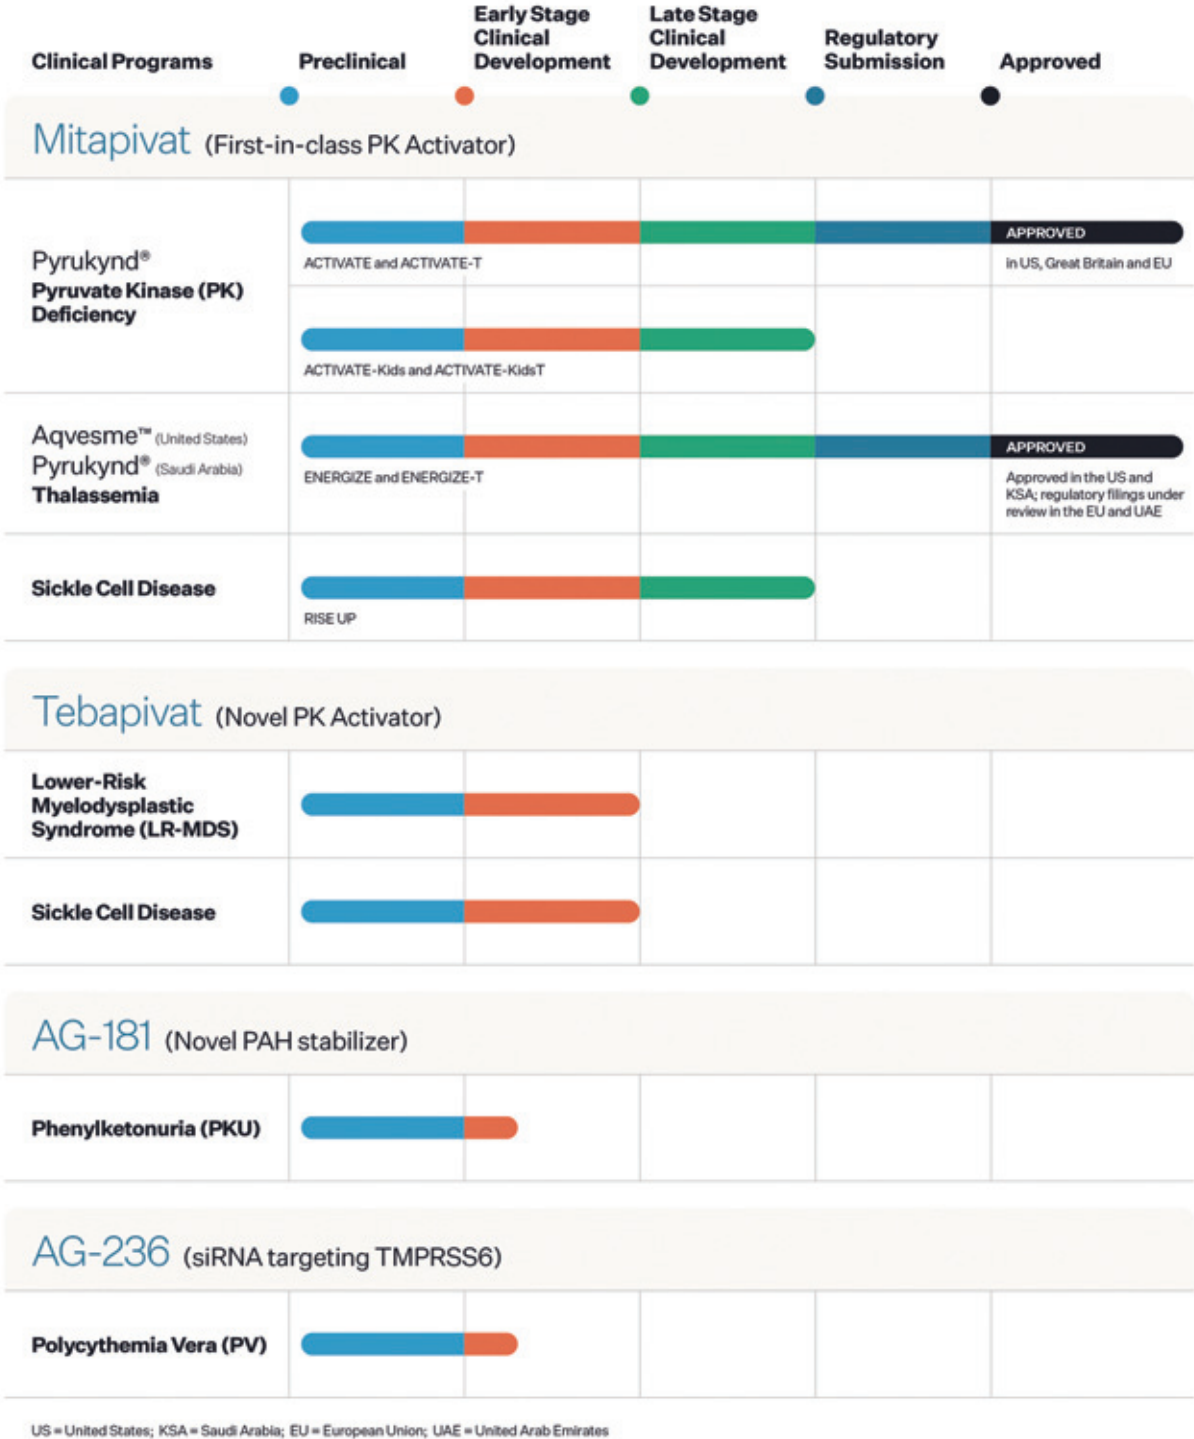 Clinical Programs
Preclinical
Early Stage
Clinical
Development
Late Stage
Clinical
Development
Regulatory
Submission
Approved
Mitapivat (First-in-class PK Activator)
Pyrukynd®
Pyruvate Kinase (PK)
Deficiency
APPROVED
ACTIVATE and ACTIVATE-T
in US, Great Britain and EU
ACTIVATE-Kids and ACTIVATE-KidsT
Aqvesme™ (United States)
Pyrukynd® (Saudi Arabia)
Thalassemia
APPROVED
ENERGIZE and ENERGIZE-T
Approved in the US and
KSA; regulatory filings under
review in the EU and UAE
Sickle Cell Disease
RISE UP
Tebapivat (Novel PK Activator)
Lower-Risk
Myelodysplastic
Syndrome (LR-MDS)
Sickle Cell Disease
AG-181 (Novel PAH stabilizer)
Phenylketonuria (PKU)
AG-236 (siRNA targeting TMPRSS6)
Polycythemia Vera (PV)
US = United States; KSA = Saudi Arabia; EU = European Union; UAE = United Arab Emirates